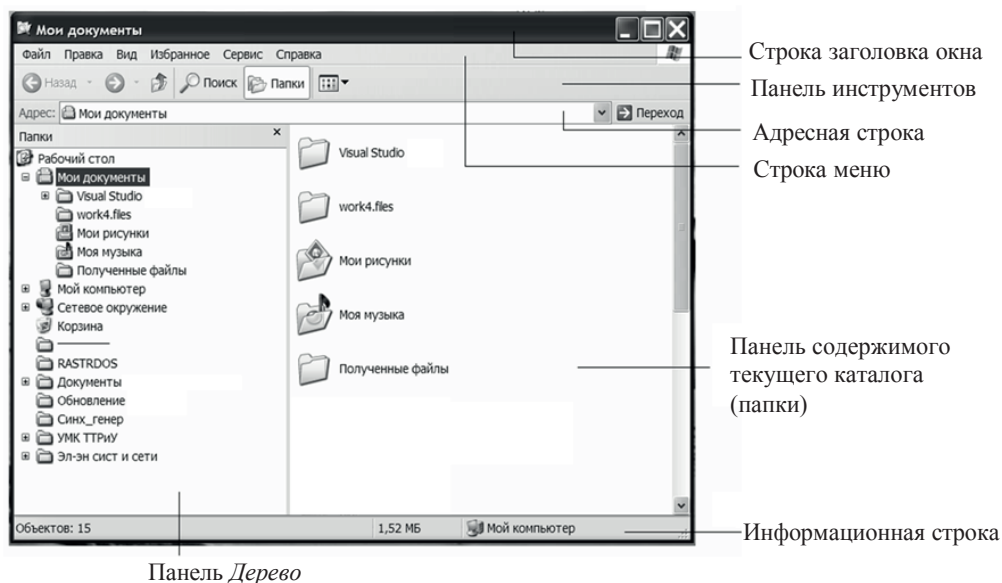 Мои документы
Файл Правка Вид Избранное Сервис Справка
Назад Поиск Папки
Адрес: Мои документы Переход
Папки
Рабочий стол
Мои документы
Visual Studio
work4.files
Мои рисунки
Моя музыка
Полученные файлы
Мой компьютер
Сетевое окружение
Корзина
RASTRDOS
Документы
Обновление
Синх_генер
УМК ТТРиУ
Эл-эн сист и сети
Visual Studio
work4.files
Мои рисунки
Моя музыка
Полученные файлы
Объектов: 15 1,52 МБ Мой компьютер
Строка заголовка окна
Панель инструментов
Адресная строка
Строка меню
Панель содержимого
текущего каталога
(папки)
Информационная строка
Панель Дерево